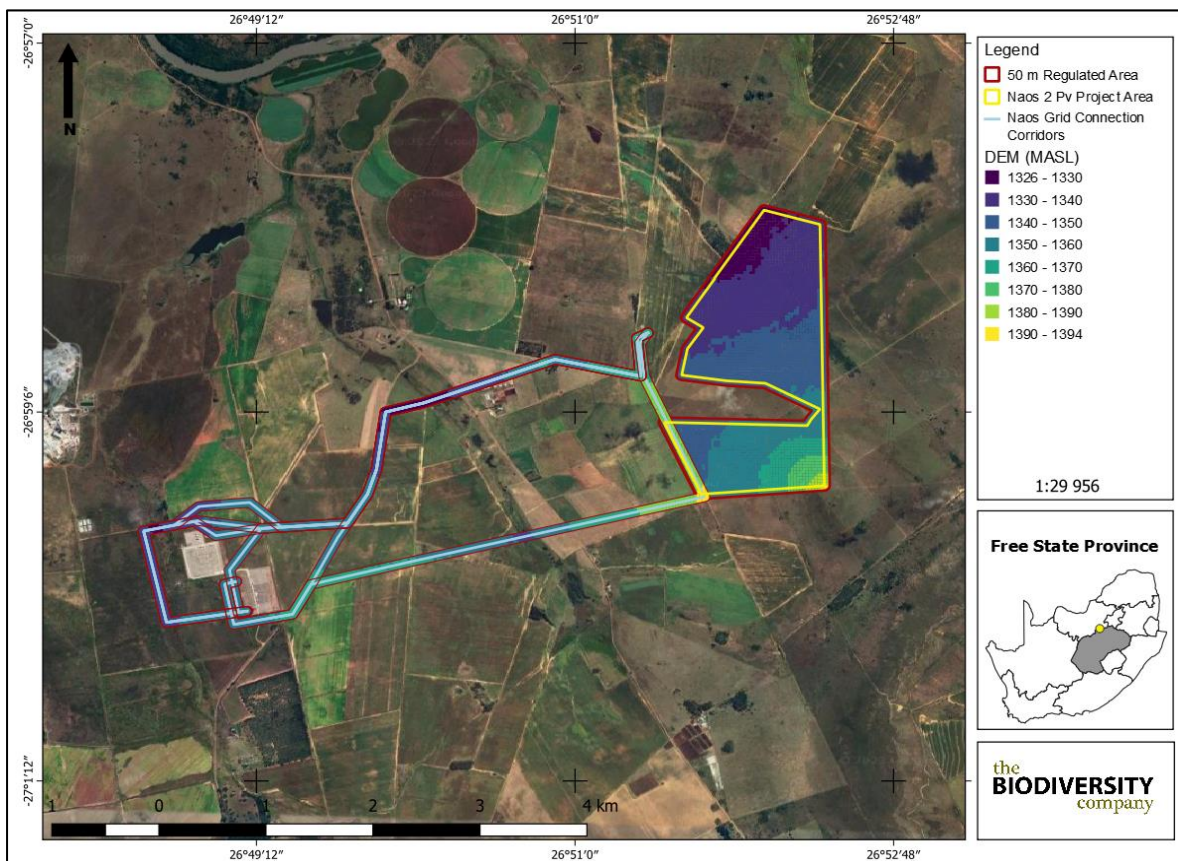 26°49'12″ 26°51'0″ 26°52'48″
-26°57'0″
-26°59'6″
-27°1'12″
N
1 0 1 2 3 4 km
26°49'12″ 26°51'0″ 26°52'48″
Legend
50 m Regulated Area
Naos 2 Pv Project Area
Naos Grid Connection
Corridors
DEM (MASL)
1326 - 1330
1330 - 1340
1340 - 1350
1350 - 1360
1360 - 1370
1370 - 1380
1380 - 1390
1390 - 1394
1:29 956
Free State Province
the
BIODIVERSITY
company